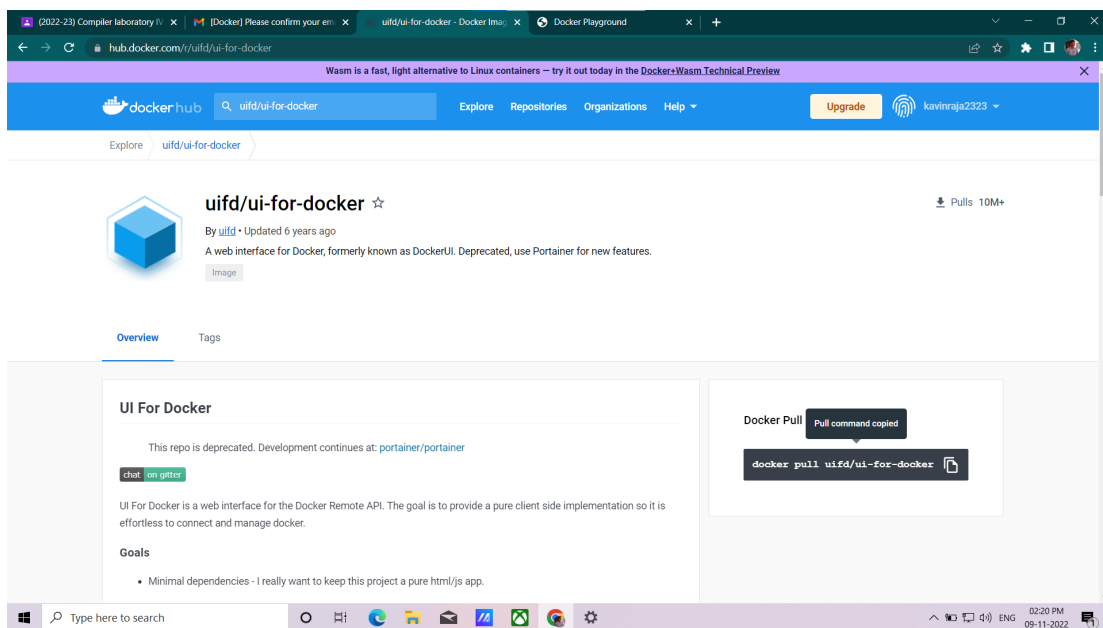 (2022-23) Compiler laboratory IV
[Docker] Please confirm your em
uifd/ui-for-docker - Docker Imag
Docker Playground
hub.docker.com/r/uifd/ui-for-docker
Wasm is a fast, light alternative to Linux containers — try it out today in the Docker+Wasm Technical Preview
dockerhub
uifd/ui-for-docker
Explore
Repositories
Organizations
Help
Upgrade
kavinraja2323
Explore
uifd/ui-for-docker
uifd/ui-for-docker
Pulls 10M+
By uifd • Updated 6 years ago
A web interface for Docker, formerly known as DockerUI. Deprecated, use Portainer for new features.
Image
Overview
Tags
UI For Docker
This repo is deprecated. Development continues at: portainer/portainer
chat on gitter
UI For Docker is a web interface for the Docker Remote API. The goal is to provide a pure client side implementation so it is
effortless to connect and manage docker.
Goals
• Minimal dependencies - I really want to keep this project a pure html/js app.
Docker Pull
Pull command copied
docker pull uifd/ui-for-docker
Type here to search
ENG
02:20 PM
09-11-2022